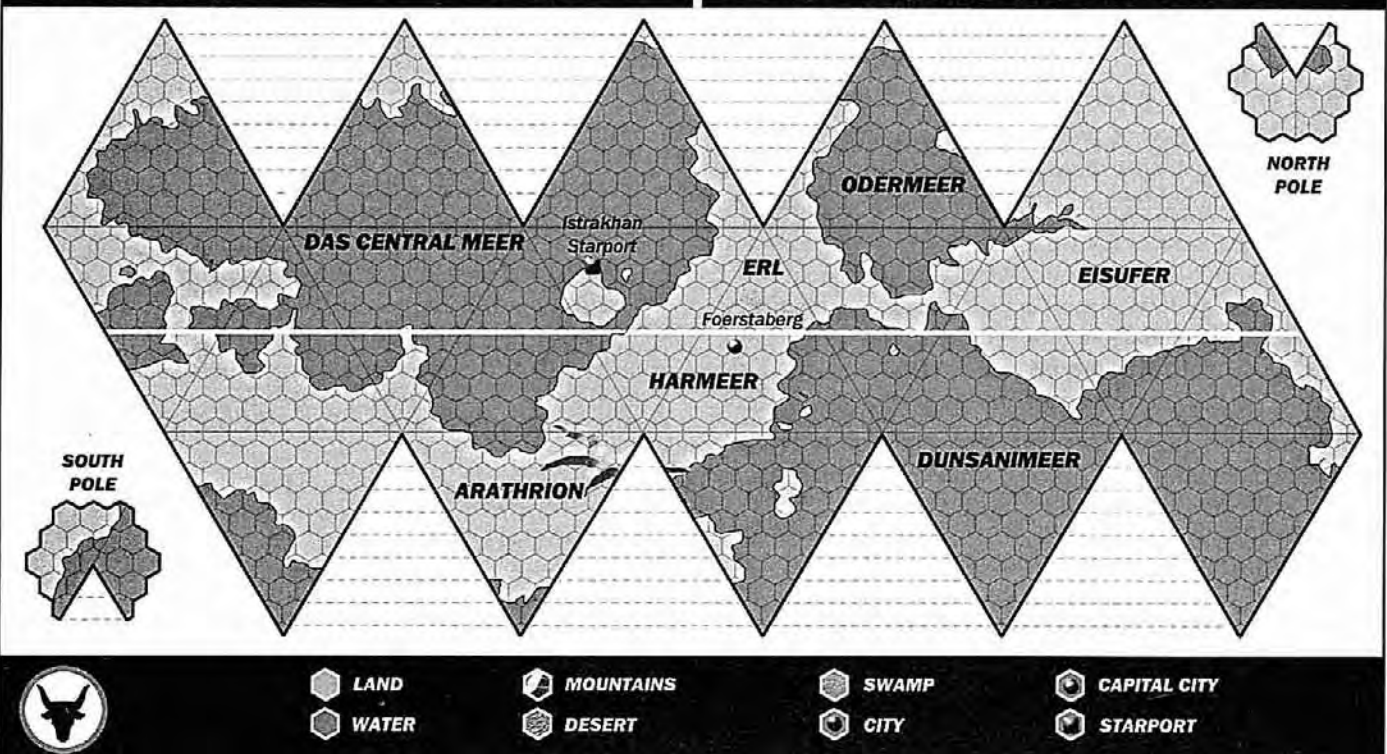 NORTH
POLE
ODERMEER
Istrakhan
Starport
DAS CENTRAL MEER
ERL
EISUFER
Foerstaberg
HARMEER
SOUTH
POLE
DUNSANIMEER
ARATHRION
LAND
MOUNTAINS
SWAMP
CAPITAL CITY
WATER
DESERT
CITY
STARPORT